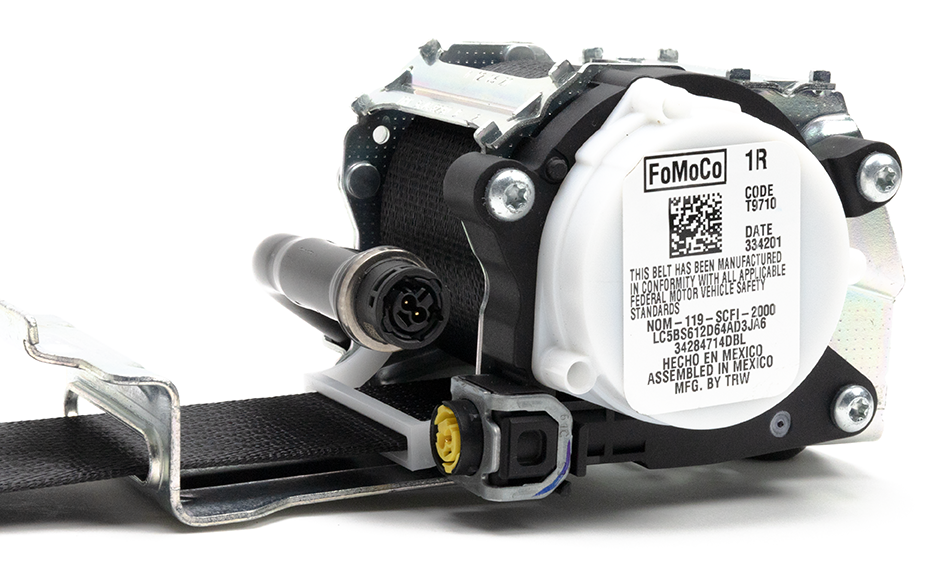 FoMoCo 1R
CODE
T9710
DATE
334201
THIS BELT HAS BEEN MANUFACTURED
IN CONFORMITY WITH ALL APPLICABLE
FEDERAL MOTOR VEHICLE SAFETY
STANDARDS
NOM-119-SCFI-2000
LC5BS612D64AD3JA6
34284714DBL
HECHO EN MEXICO
ASSEMBLED IN MEXICO
MFG. BY TRW